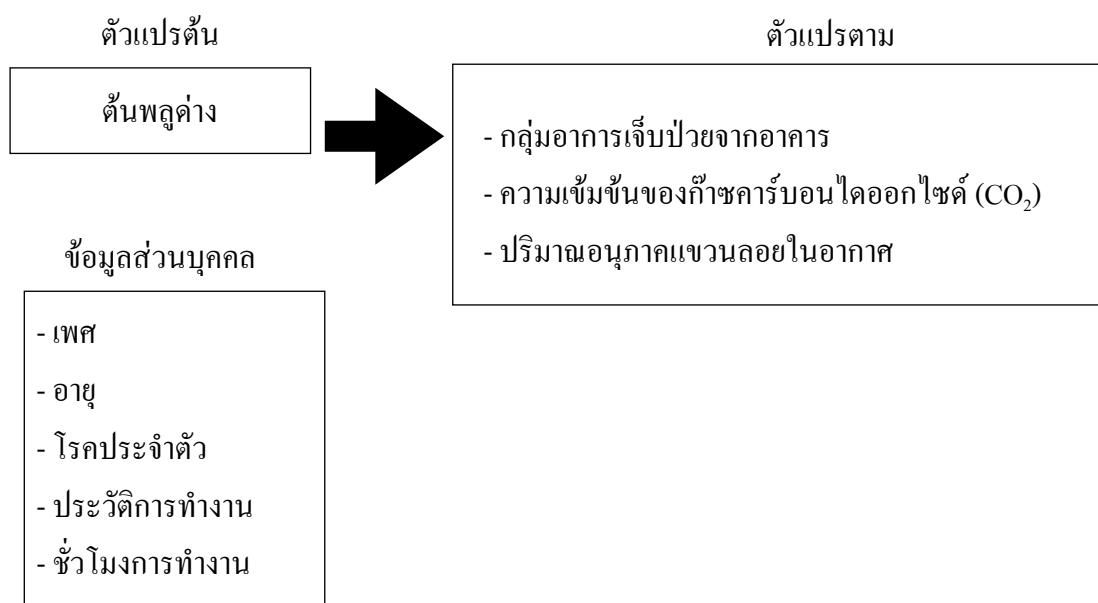 ตัวแปรต้น
ต้นพลูด่าง
ตัวแปรตาม
- กลุ่มอาการเจ็บป่วยจากอาคาร
- ความเข้มข้นของก๊าซคาร์บอนไดออกไซด์ (CO₂)
- ปริมาณอนุภาคแขวนลอยในอากาศ
ข้อมูลส่วนบุคคล
- เพศ
- อายุ
- โรคประจำตัว
- ประวัติการทำงาน
- ชั่วโมงการทำงาน